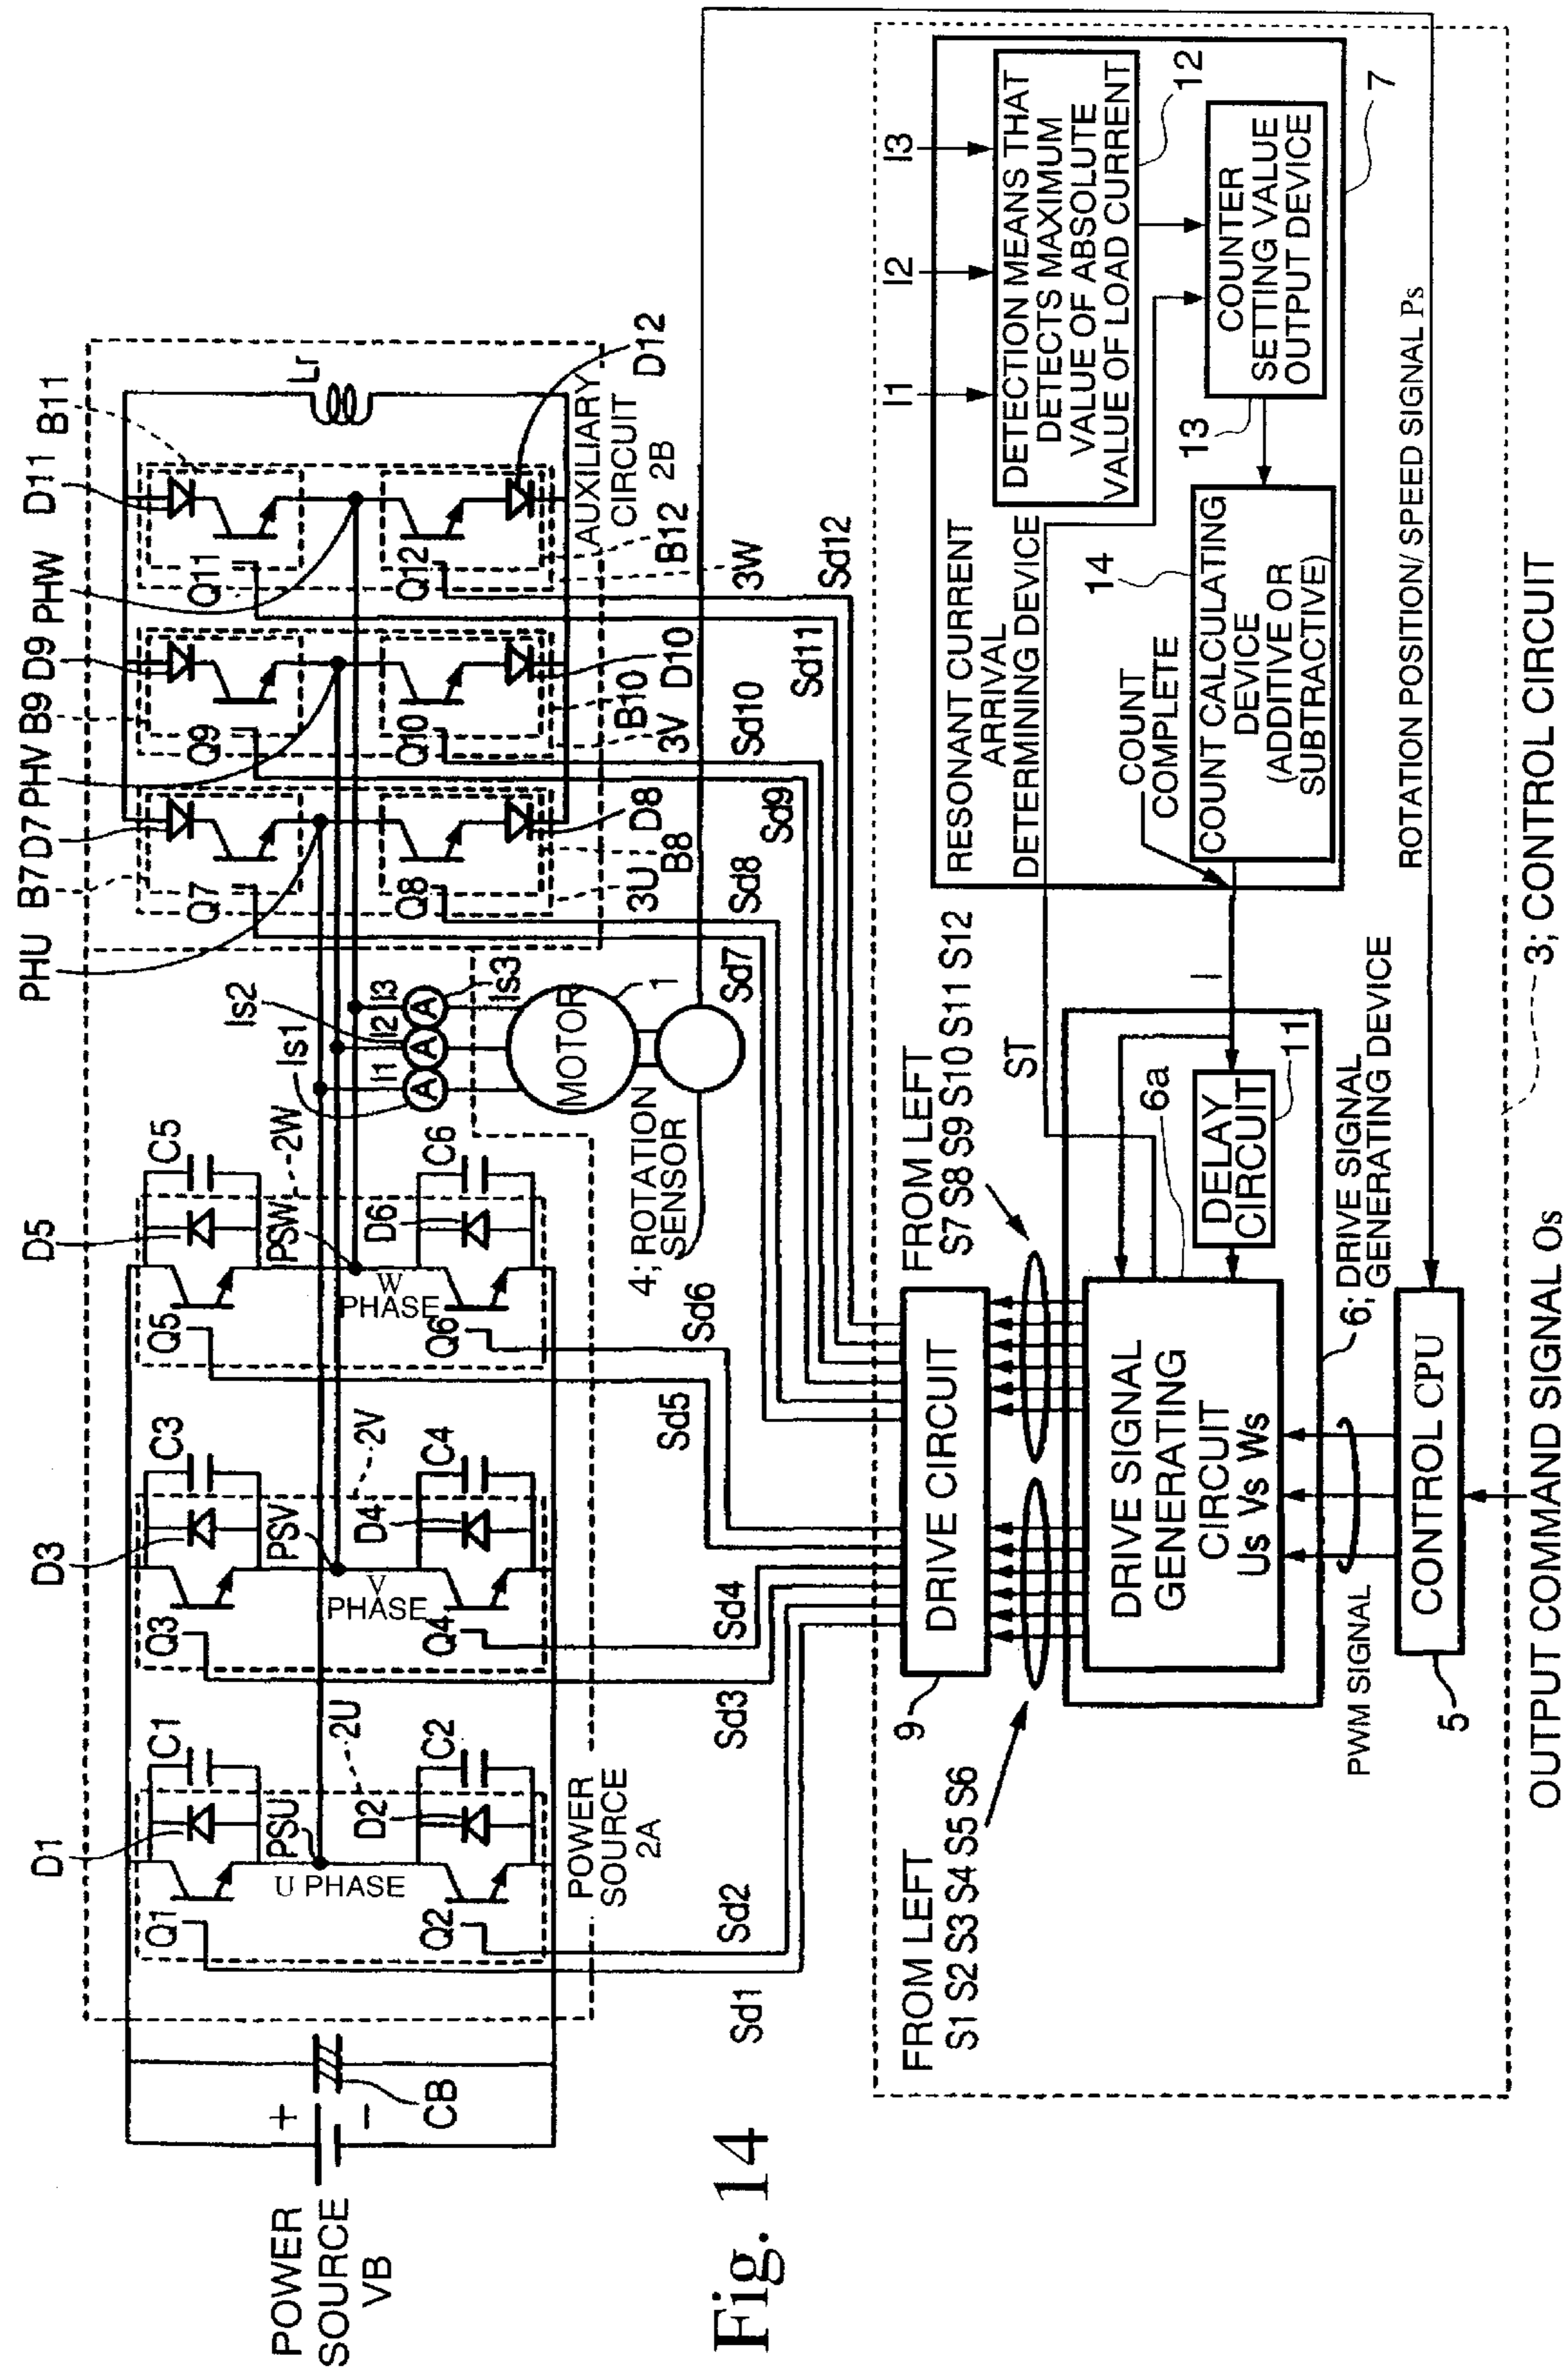 Fig. 14
POWER
SOURCE
VB
+
−
CB
D1
Q1
C1
PSU
2U
U PHASE
D2
Q2
C2
D3
Q3
C3
PSV
2V
V
PHASE
D4
Q4
C4
D5
Q5
C5
PSW
2W
W
PHASE
D6
Q6
C6
POWER
SOURCE
2A
Is1
Is2
Is3
I1
I2
I3
A
A
A
MOTOR
1
4; ROTATION
SENSOR
PHU
B7
D7
PHV
B9
D9
PHW
D11
B11
Q7
Q9
Q11
Q8
Q10
Q12
3U
B8
D8
3V
B10
D10
3W
B12
D12
Lr
AUXILIARY
CIRCUIT
2B
Sd1
Sd2
Sd3
Sd4
Sd5
Sd6
Sd7
Sd8
Sd9
Sd10
Sd11
Sd12
FROM LEFT
S1 S2 S3 S4 S5 S6
FROM LEFT
S7 S8 S9 S10 S11 S12
9
DRIVE CIRCUIT
DRIVE SIGNAL
GENERATING
CIRCUIT
Us Vs Ws
6a
DELAY
CIRCUIT
11
6; DRIVE SIGNAL
GENERATING DEVICE
ST
I
PWM SIGNAL
CONTROL CPU
5
OUTPUT COMMAND SIGNAL Os
3; CONTROL CIRCUIT
ROTATION POSITION/ SPEED SIGNAL Ps
RESONANT CURRENT
ARRIVAL
DETERMINING DEVICE
COUNT
COMPLETE
14
COUNT CALCULATING
DEVICE
(ADDITIVE OR
SUBTRACTIVE)
I1
I2
I3
DETECTION MEANS THAT
DETECTS MAXIMUM
VALUE OF ABSOLUTE
VALUE OF LOAD CURRENT
12
13
COUNTER
SETTING VALUE
OUTPUT DEVICE
7